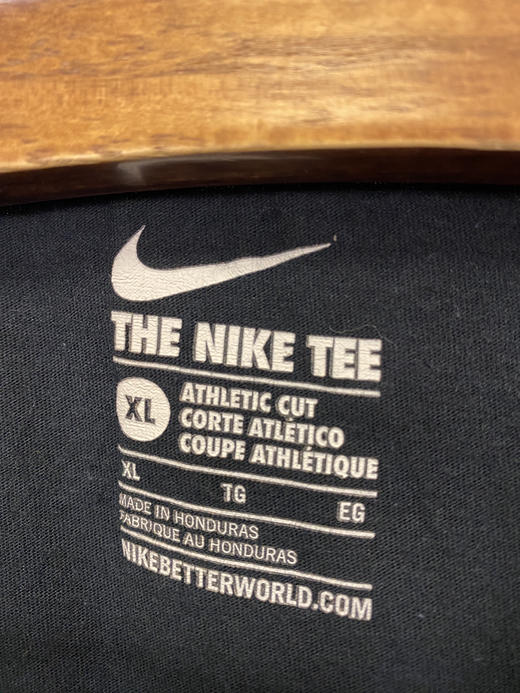 THE NIKE TEE
XL
ATHLETIC CUT
CORTE ATLÉTICO
COUPE ATHLÉTIQUE
XL TG EG
MADE IN HONDURAS
FABRIQUE AU HONDURAS
NIKEBETTERWORLD.COM